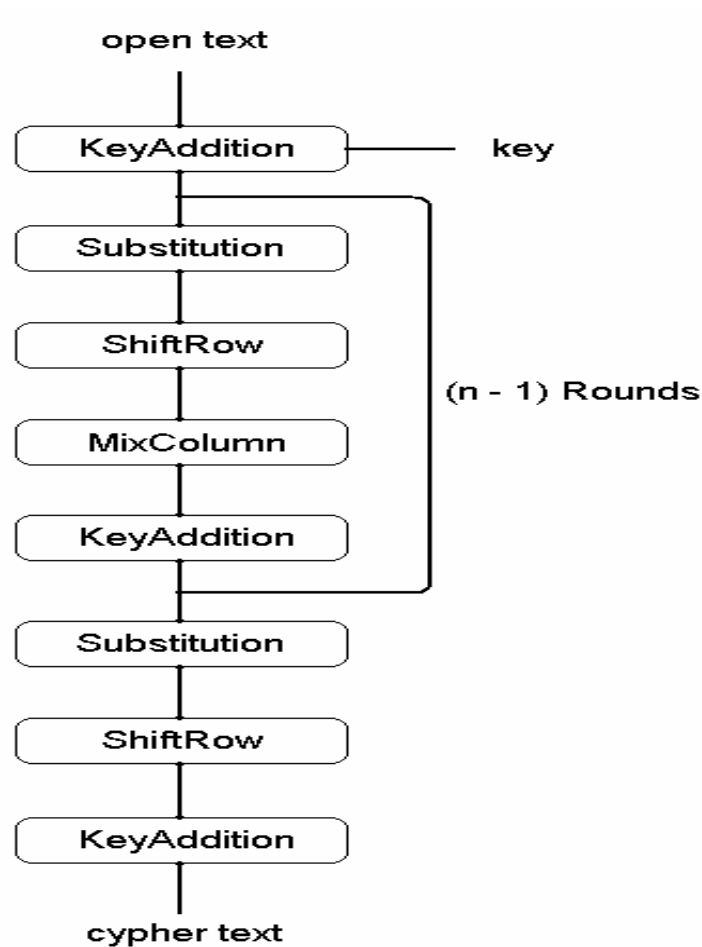 open text
KeyAddition
key
Substitution
ShiftRow
(n - 1) Rounds
MixColumn
KeyAddition
Substitution
ShiftRow
KeyAddition
cypher text